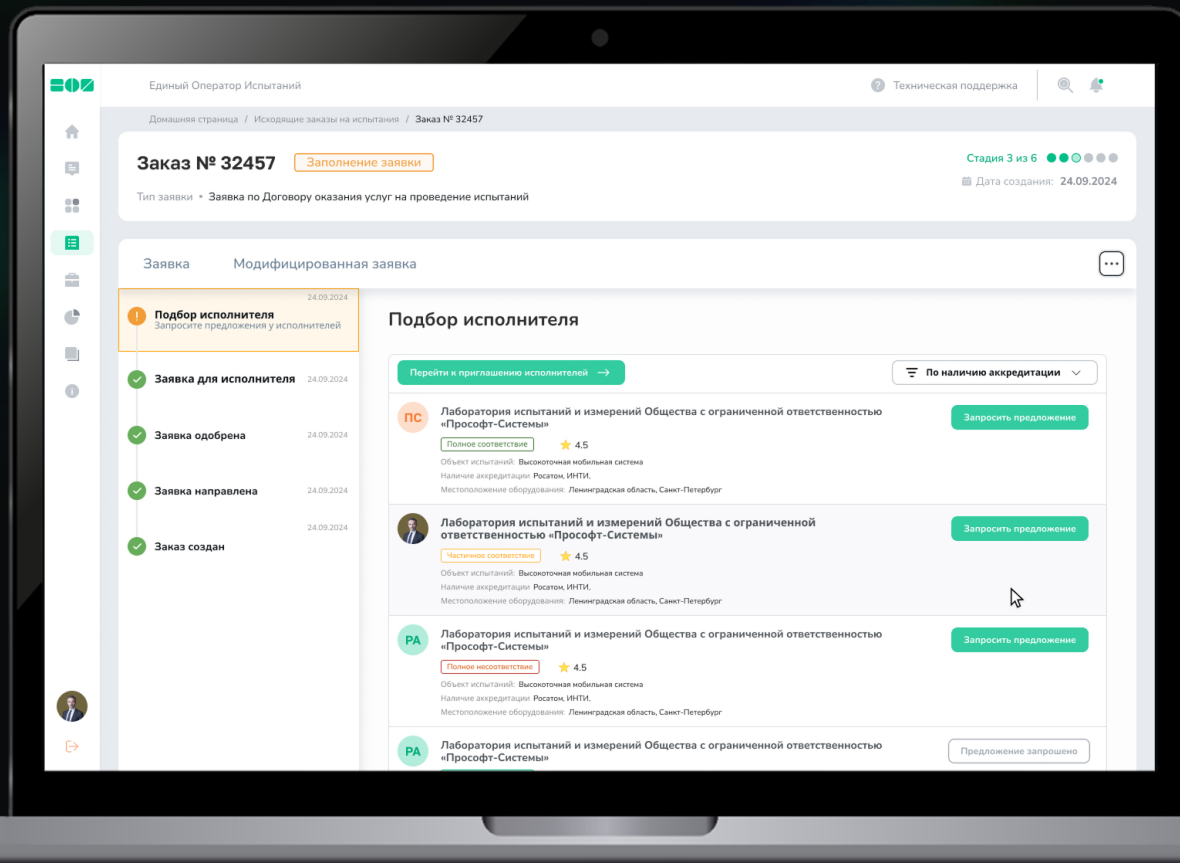 Единый Оператор Испытаний
Техническая поддержка
Домашняя страница / Исходящие заказы на испытания / Заказ № 32457
Заказ № 32457
Заполнение заявки
Стадия 3 из 6
Тип заявки • Заявка по Договору оказания услуг на проведение испытаний
Дата создания: 24.09.2024
Заявка
Модифицированная заявка
24.09.2024
Подбор исполнителя
Запросите предложения у исполнителей
Заявка для исполнителя 24.09.2024
Заявка одобрена 24.09.2024
Заявка направлена 24.09.2024
24.09.2024
Заказ создан
Подбор исполнителя
Перейти к приглашению исполнителей →
По наличию аккредитации
ПС
Лаборатория испытаний и измерений Общества с ограниченной ответственностью
«Прософт-Системы»
Запросить предложение
Полное соответствие
4.5
Объект испытаний: Высокоточная мобильная система
Наличие аккредитации Росатом, ИНТИ,
Местоположение оборудования: Ленинградская область, Санкт-Петербург
Лаборатория испытаний и измерений Общества с ограниченной
ответственностью «Прософт-Системы»
Запросить предложение
Частичное соответствие
4.5
Объект испытаний: Высокоточная мобильная система
Наличие аккредитации Росатом, ИНТИ,
Местоположение оборудования: Ленинградская область, Санкт-Петербург
РА
Лаборатория испытаний и измерений Общества с ограниченной ответственностью
«Прософт-Системы»
Запросить предложение
Полное несоответствие
4.5
Объект испытаний: Высокоточная мобильная система
Наличие аккредитации Росатом, ИНТИ,
Местоположение оборудования: Ленинградская область, Санкт-Петербург
РА
Лаборатория испытаний и измерений Общества с ограниченной ответственностью
«Прософт-Системы»
Предложение запрошено